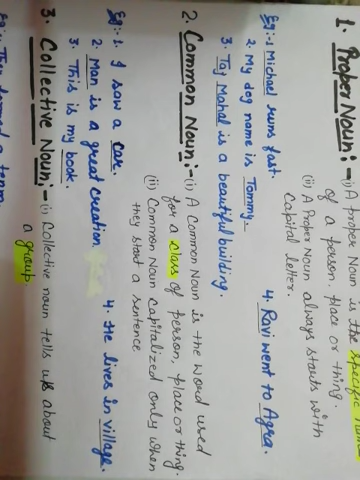 1. Proper Noun:- (i) A proper Noun is the specific
of a person, place or thing
(ii) A Proper Noun always starts with
Capital letter.
Eg:- 1 Michael runs fast.
2. My dog name is Tommy.
3. Taj Mahal is a beautiful building.
4. Ravi went to Agra.
2. Common Noun:- (i) A Common Noun is the word used
for a class of person, place or thing.
(ii) Common Noun capitalized only when
they start a sentence
Eg:- 1. I saw a car.
2. Man is a great creation
3. This is my book.
4. He lives in village.
3. Collective Noun:- (i) Collective noun tells us about
a group